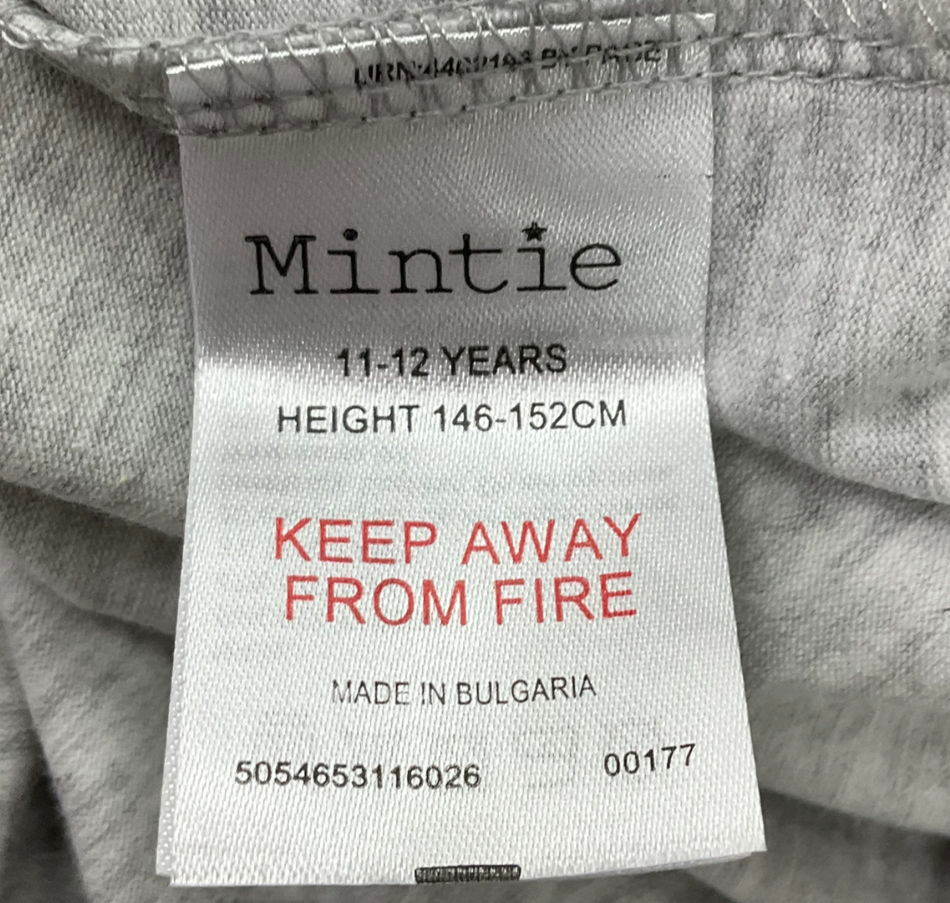 Mintie
11-12 YEARS
HEIGHT 146-152CM
KEEP AWAY
FROM FIRE
MADE IN BULGARIA
5054653116026 00177